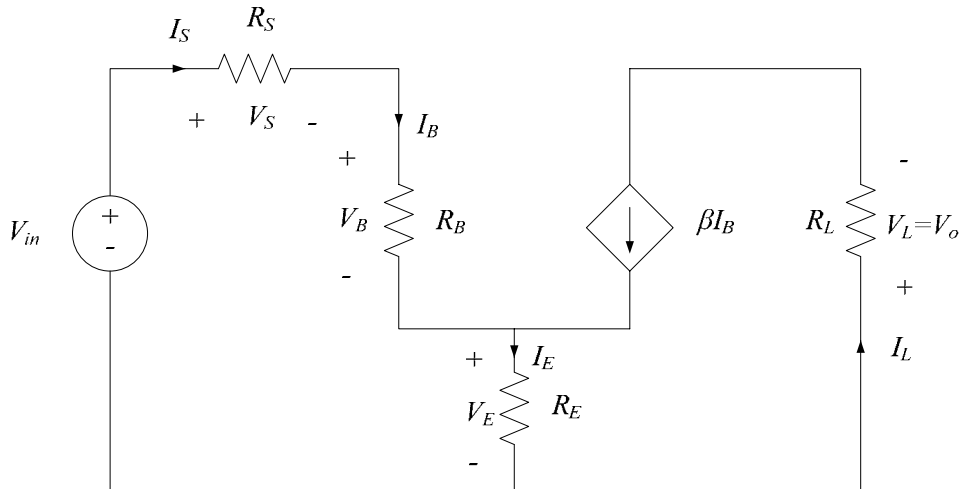 I_S R_S
+ V_S -
I_B
+
V_B R_B
-
V_in + -
βI_B
-
R_L V_L=V_o
+
I_L
+ I_E
V_E R_E
-